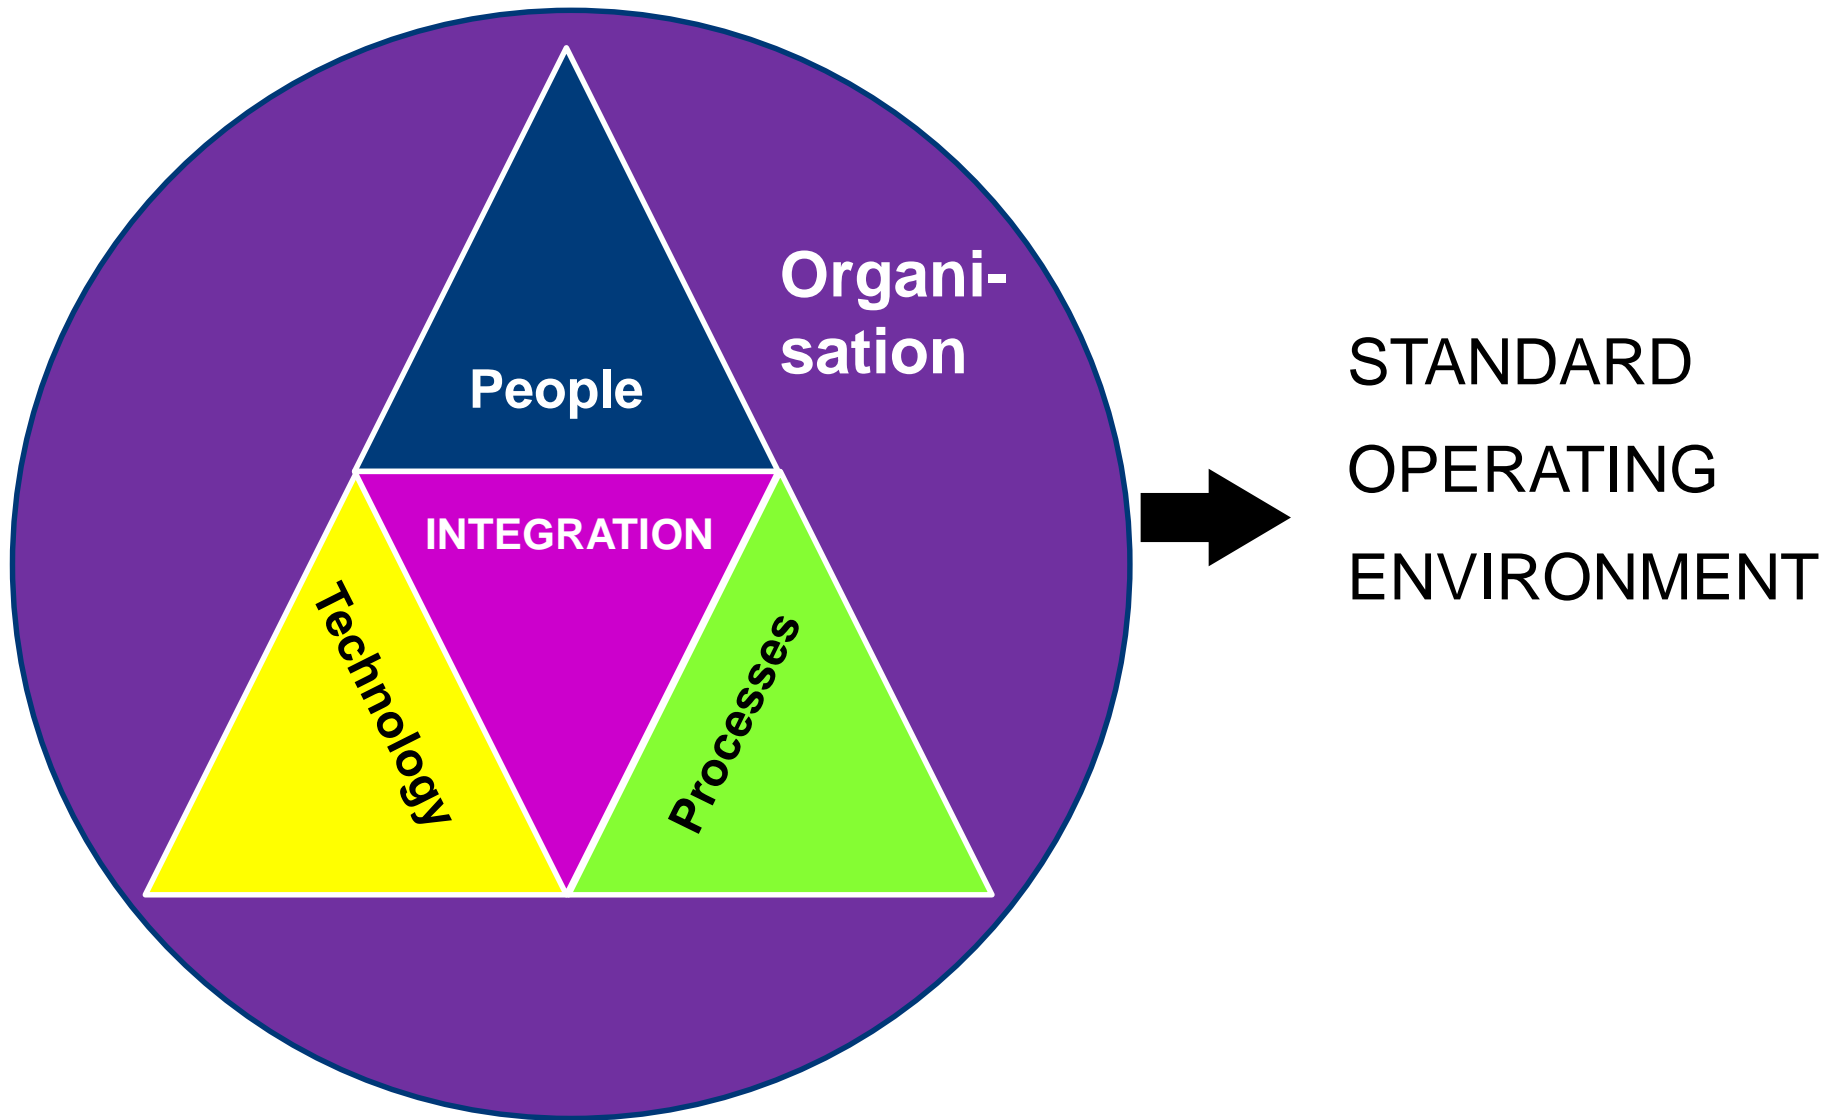 Organi-
sation
People
INTEGRATION
Technology
Processes
STANDARD
OPERATING
ENVIRONMENT